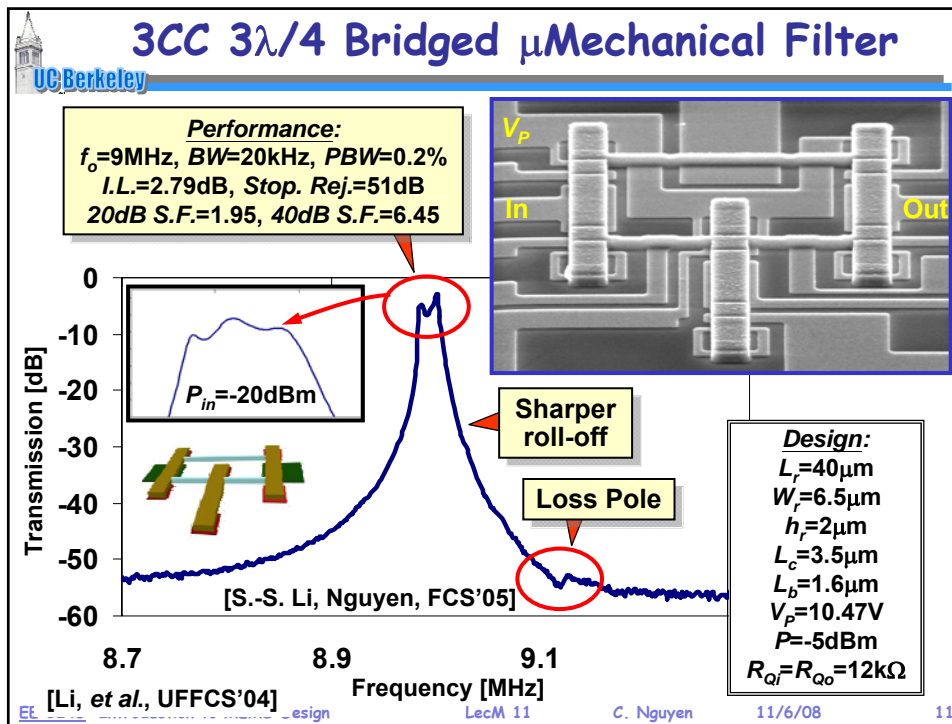 3CC 3λ/4 Bridged μMechanical Filter
UC Berkeley
Performance:
fo=9MHz, BW=20kHz, PBW=0.2%
I.L.=2.79dB, Stop. Rej.=51dB
20dB S.F.=1.95, 40dB S.F.=6.45
VP
In
Out
0
-10
-20
-30
-40
-50
-60
Transmission [dB]
Pin=-20dBm
Sharper
roll-off
Loss Pole
[S.-S. Li, Nguyen, FCS'05]
Design:
Lr=40μm
Wr=6.5μm
hr=2μm
Lc=3.5μm
Lb=1.6μm
VP=10.47V
P=-5dBm
RQi=RQo=12kΩ
8.7
8.9
9.1
Frequency [MHz]
[Li, et al., UFFCS'04]
EE
esign
LecM 11
C. Nguyen
11/6/08
11